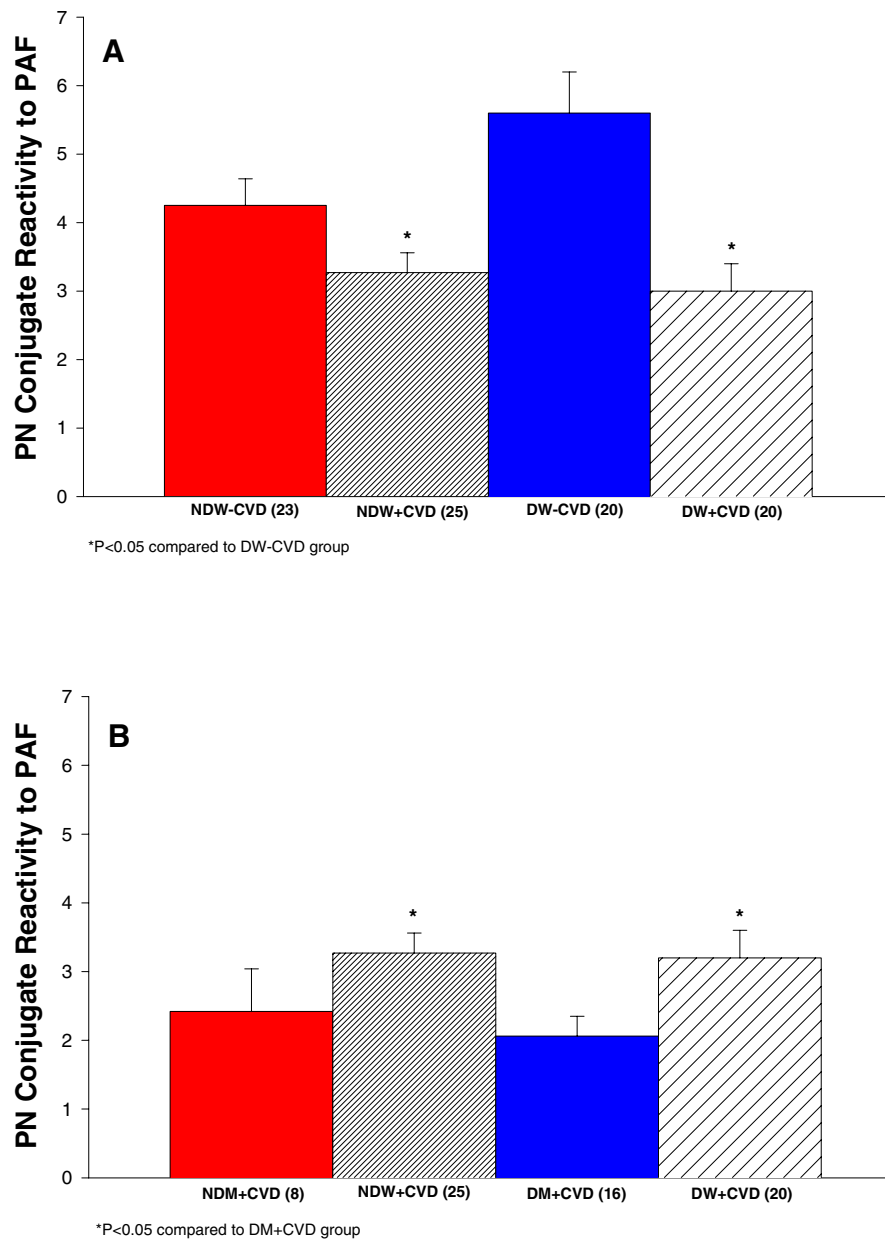 A
PN Conjugate Reactivity to PAF
7
6
5
4
3
2
1
0
*
*
NDW-CVD (23) NDW+CVD (25) DW-CVD (20) DW+CVD (20)
*P<0.05 compared to DW-CVD group
B
PN Conjugate Reactivity to PAF
7
6
5
4
3
2
1
0
*
*
NDM+CVD (8) NDW+CVD (25) DM+CVD (16) DW+CVD (20)
*P<0.05 compared to DM+CVD group